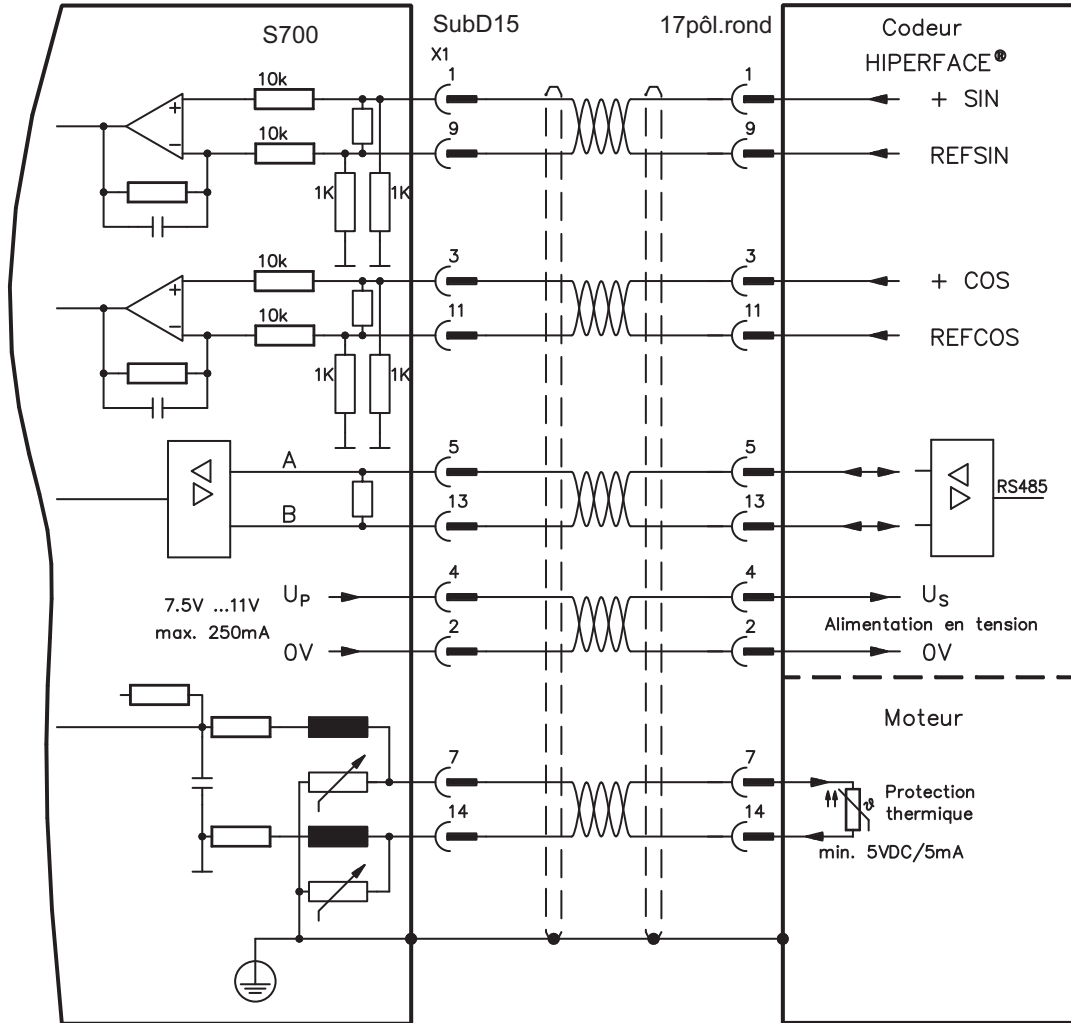 S700
SubD15
17pôl.rond
Codeur
HIPERFACE®
X1
10k
1
1
+ SIN
+
-
10k
9
9
REFSIN
1K
1K
10k
3
3
+ COS
+
-
10k
11
11
REFCOS
1K
1K
A
5
5
RS485
B
13
13
7.5V ...11V
max. 250mA
UP
4
4
US
Alimentation en tension
0V
2
2
0V
Moteur
7
7
Protection
thermique
ϑ
14
14
min. 5VDC/5mA